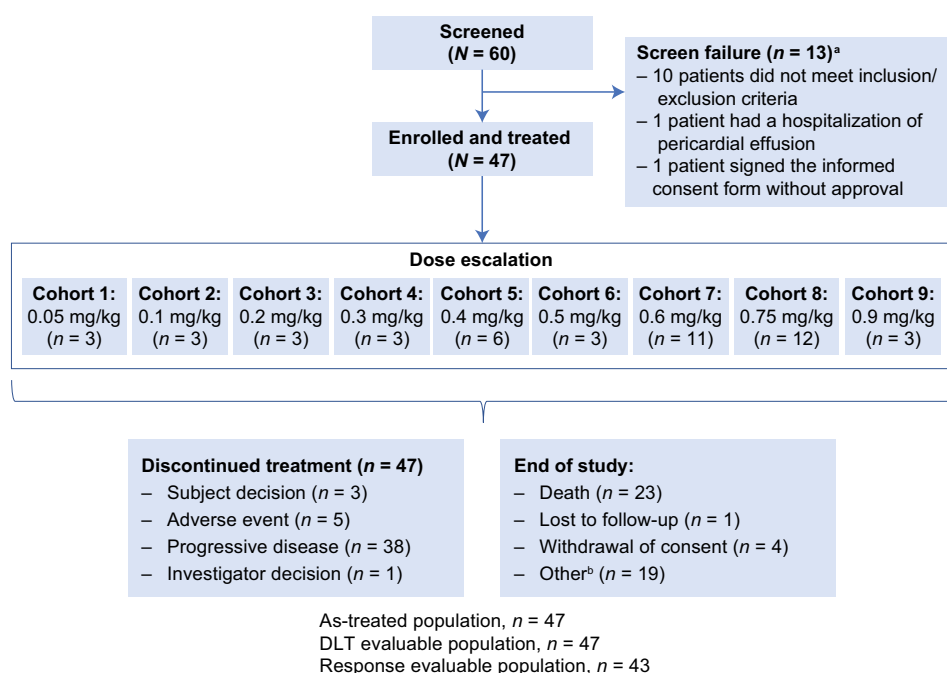 Screened
(N = 60)
Screen failure (n = 13)ᵃ
– 10 patients did not meet inclusion/
exclusion criteria
– 1 patient had a hospitalization of
pericardial effusion
– 1 patient signed the informed
consent form without approval
Enrolled and treated
(N = 47)
Dose escalation
Cohort 1:
0.05 mg/kg
(n = 3)
Cohort 2:
0.1 mg/kg
(n = 3)
Cohort 3:
0.2 mg/kg
(n = 3)
Cohort 4:
0.3 mg/kg
(n = 3)
Cohort 5:
0.4 mg/kg
(n = 6)
Cohort 6:
0.5 mg/kg
(n = 3)
Cohort 7:
0.6 mg/kg
(n = 11)
Cohort 8:
0.75 mg/kg
(n = 12)
Cohort 9:
0.9 mg/kg
(n = 3)
Discontinued treatment (n = 47)
– Subject decision (n = 3)
– Adverse event (n = 5)
– Progressive disease (n = 38)
– Investigator decision (n = 1)
End of study:
– Death (n = 23)
– Lost to follow-up (n = 1)
– Withdrawal of consent (n = 4)
– Otherᵇ (n = 19)
As-treated population, n = 47
DLT evaluable population, n = 47
Response evaluable population, n = 43